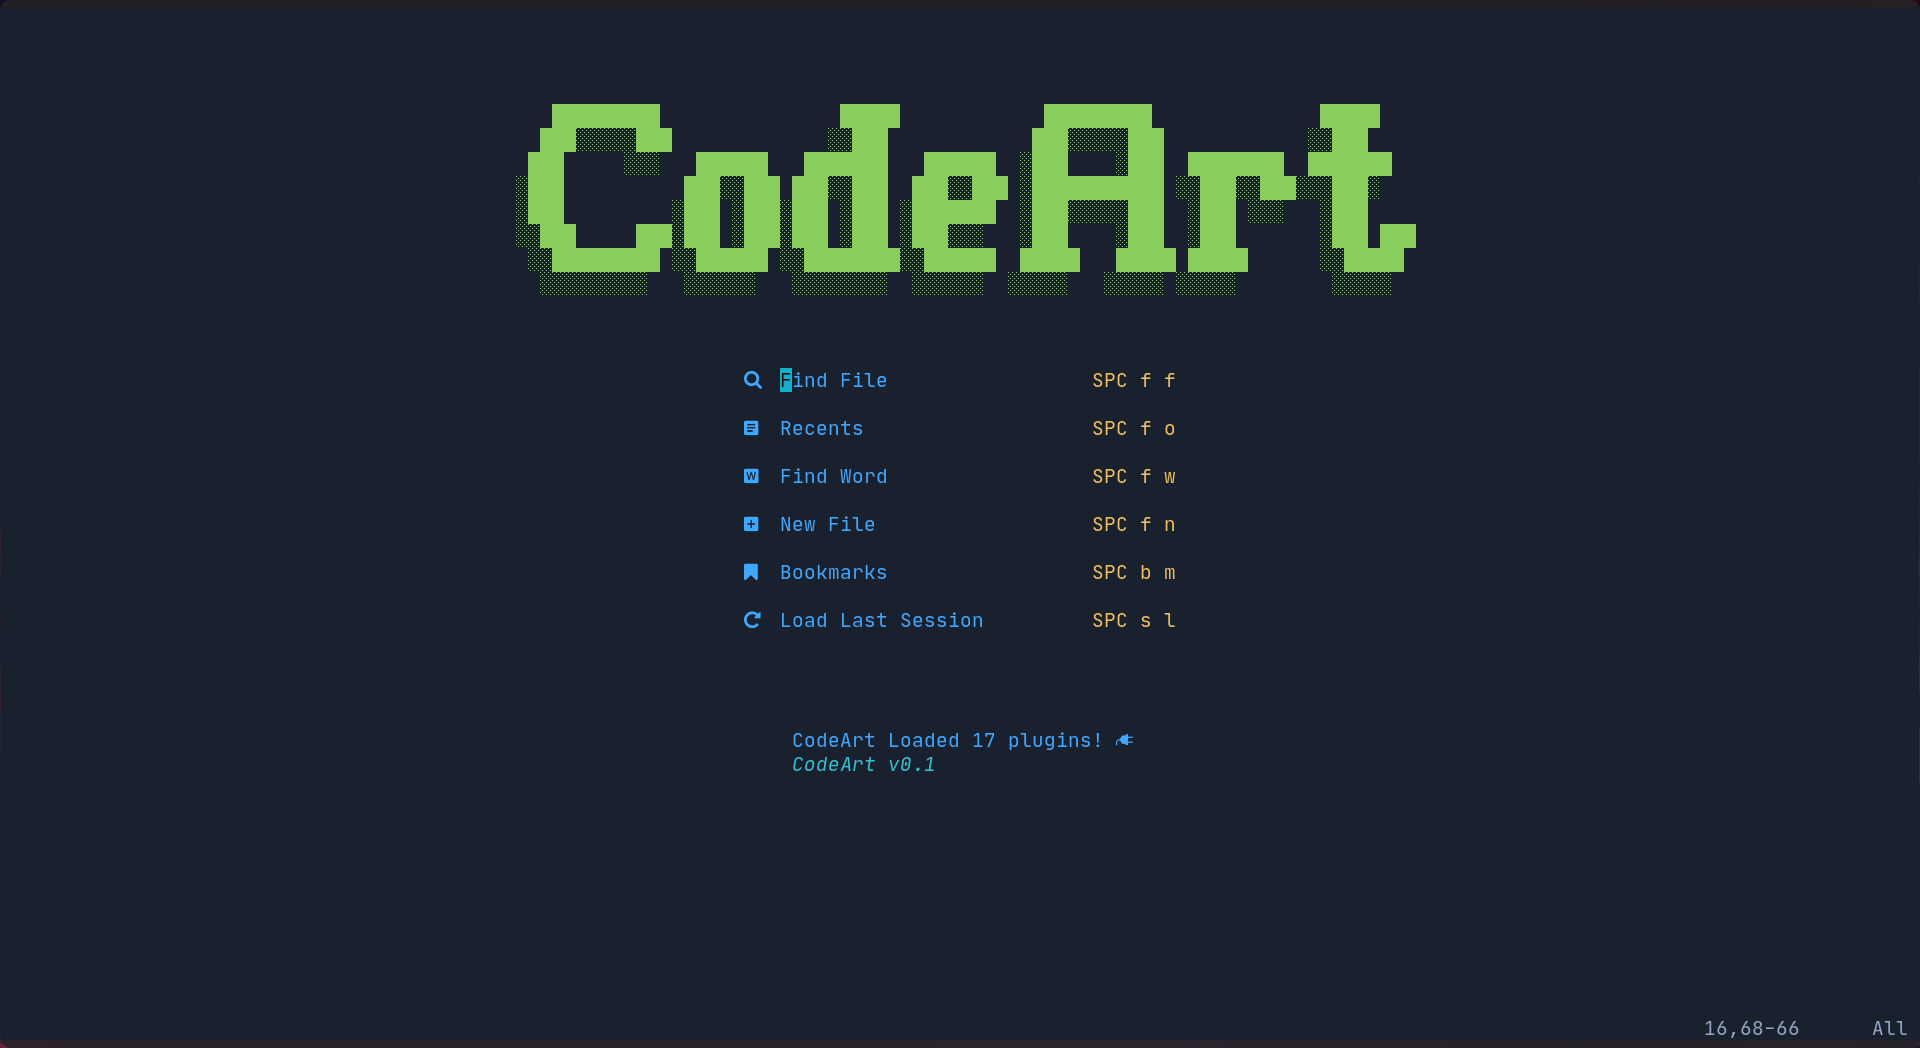 CodeArt
Find File SPC f f
Recents SPC f o
Find Word SPC f w
New File SPC f n
Bookmarks SPC b m
Load Last Session SPC s l
CodeArt Loaded 17 plugins!
CodeArt v0.1
16,68-66 All